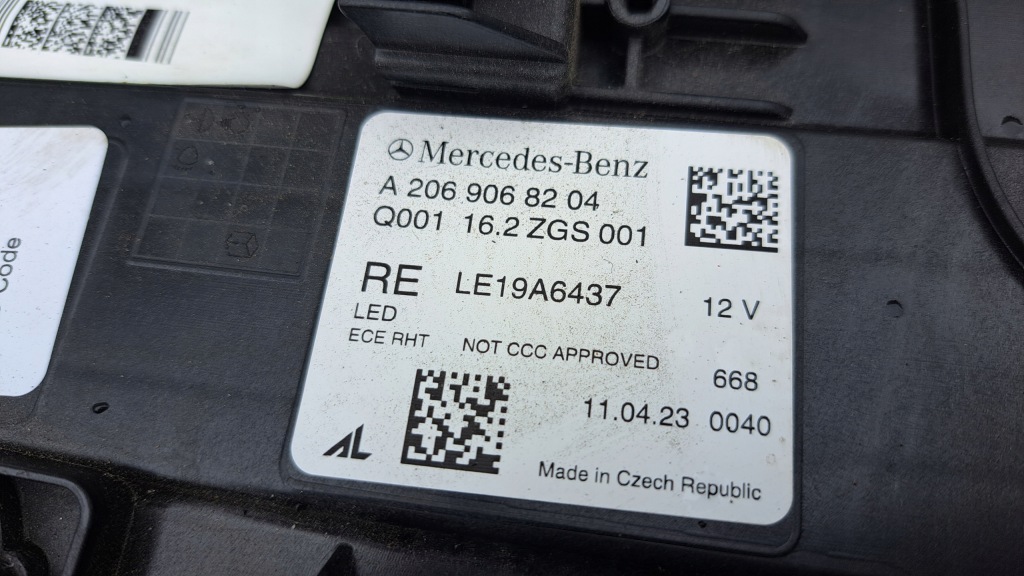 Code
Mercedes-Benz
A 206 906 82 04
Q001 16.2 ZGS 001
RE LE19A6437 12 V
LED
ECE RHT NOT CCC APPROVED 668
11.04.23 0040
AL
Made in Czech Republic